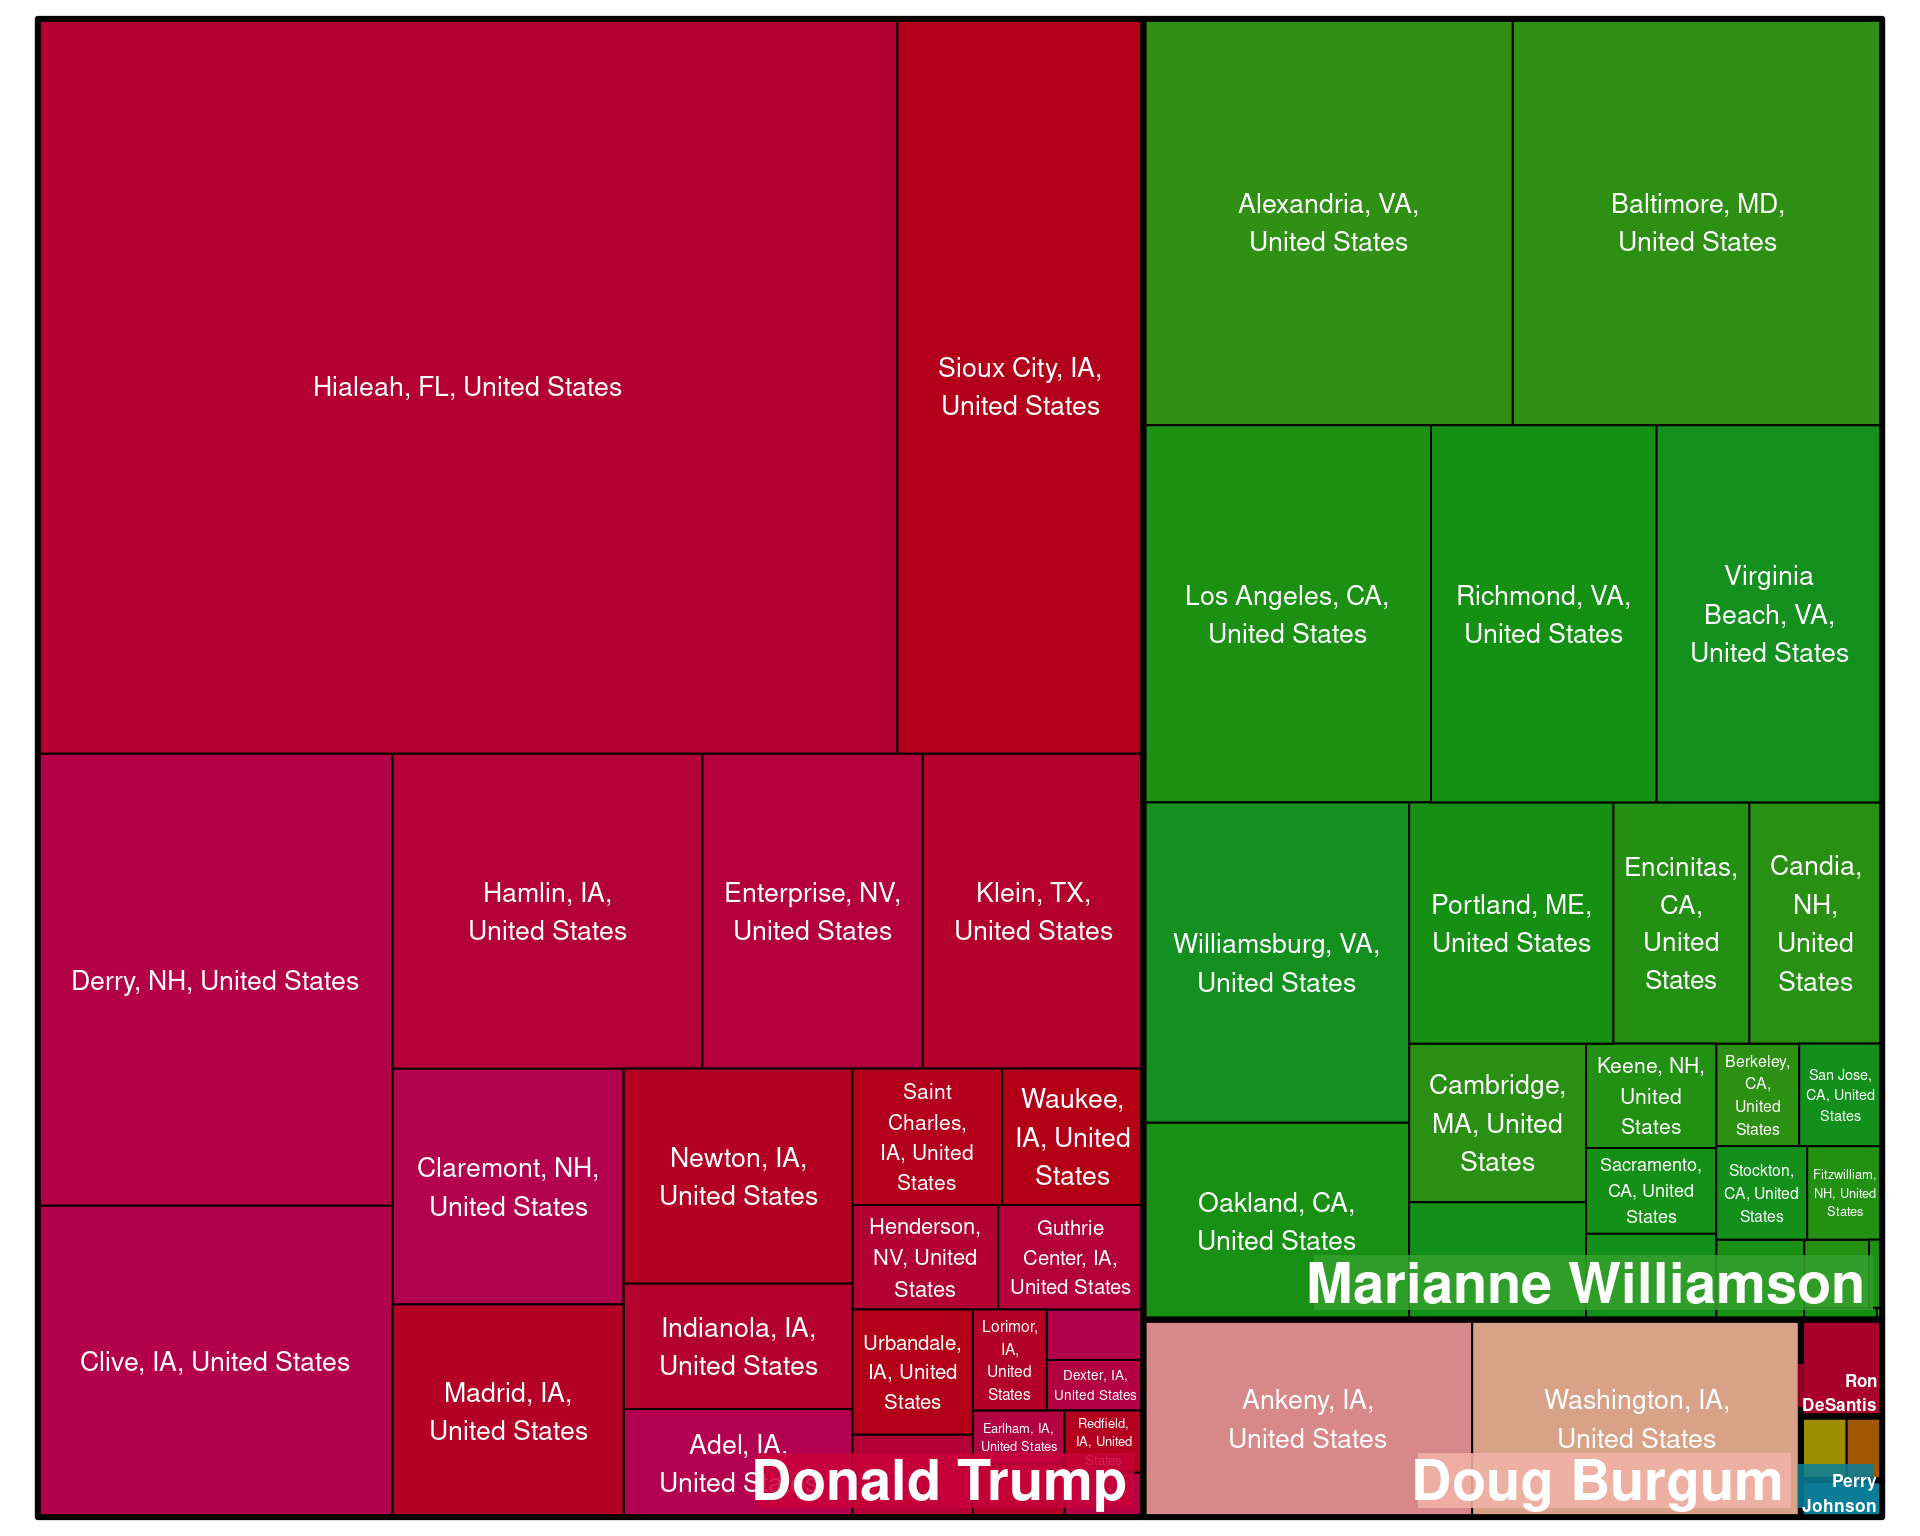 Hialeah, FL, United States
Sioux City, IA,
United States
Derry, NH, United States
Clive, IA, United States
Hamlin, IA,
United States
Enterprise, NV,
United States
Klein, TX,
United States
Claremont, NH,
United States
Madrid, IA,
United States
Newton, IA,
United States
Indianola, IA,
United States
Adel, IA,
United States
Saint
Charles,
IA, United
States
Waukee,
IA, United
States
Henderson,
NV, United
States
Guthrie
Center, IA,
United States
Urbandale,
IA, United
States
Lorimor,
IA,
United
States
Dexter, IA,
United States
Earlham, IA,
United States
Redfield,
IA, United
States
Donald Trump
Alexandria, VA,
United States
Baltimore, MD,
United States
Los Angeles, CA,
United States
Richmond, VA,
United States
Virginia
Beach, VA,
United States
Williamsburg, VA,
United States
Oakland, CA,
United States
Portland, ME,
United States
Encinitas,
CA,
United
States
Candia,
NH,
United
States
Cambridge,
MA, United
States
Keene, NH,
United
States
Berkeley,
CA,
United
States
San Jose,
CA, United
States
Sacramento,
CA, United
States
Stockton,
CA, United
States
Fitzwilliam,
NH, United
States
Marianne Williamson
Ankeny, IA,
United States
Washington, IA,
United States
Doug Burgum
Ron
DeSantis
Perry
Johnson